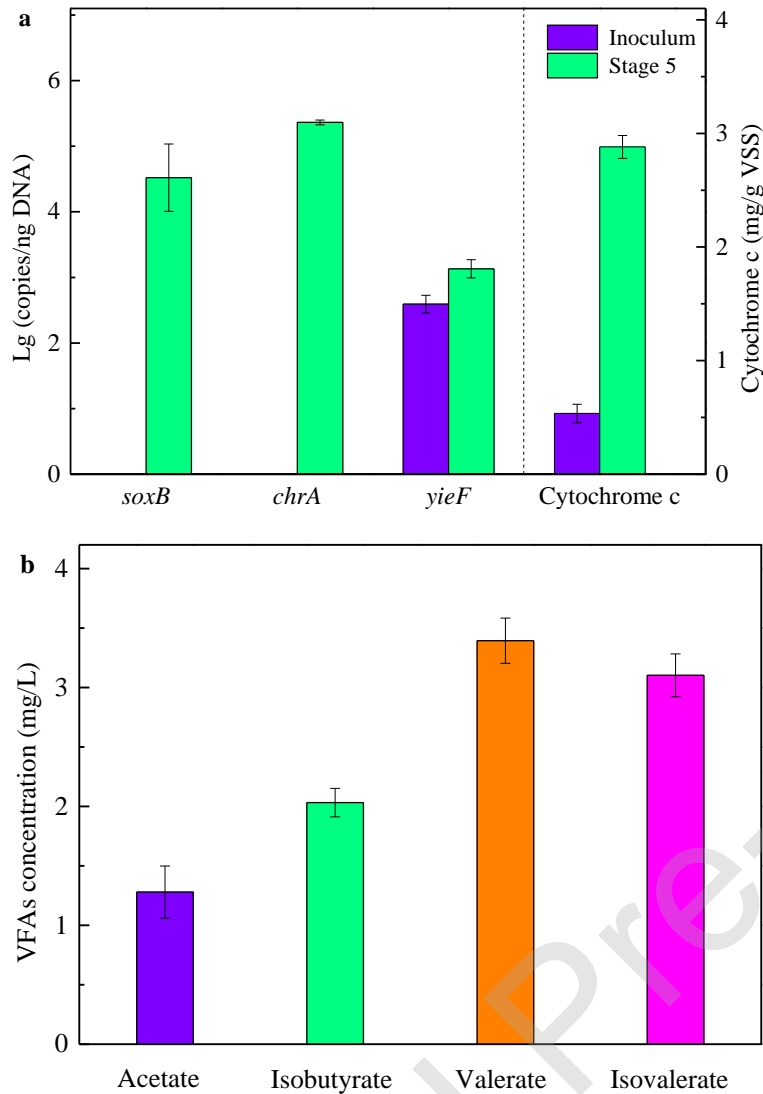 a
Inoculum
Stage 5
6
4
2
0
Lg (copies/ng DNA)
4
3
2
1
0
Cytochrome c (mg/g VSS)
soxB chrA yieF Cytochrome c
b
4
3
2
1
0
VFAs concentration (mg/L)
Acetate Isobutyrate Valerate Isovalerate